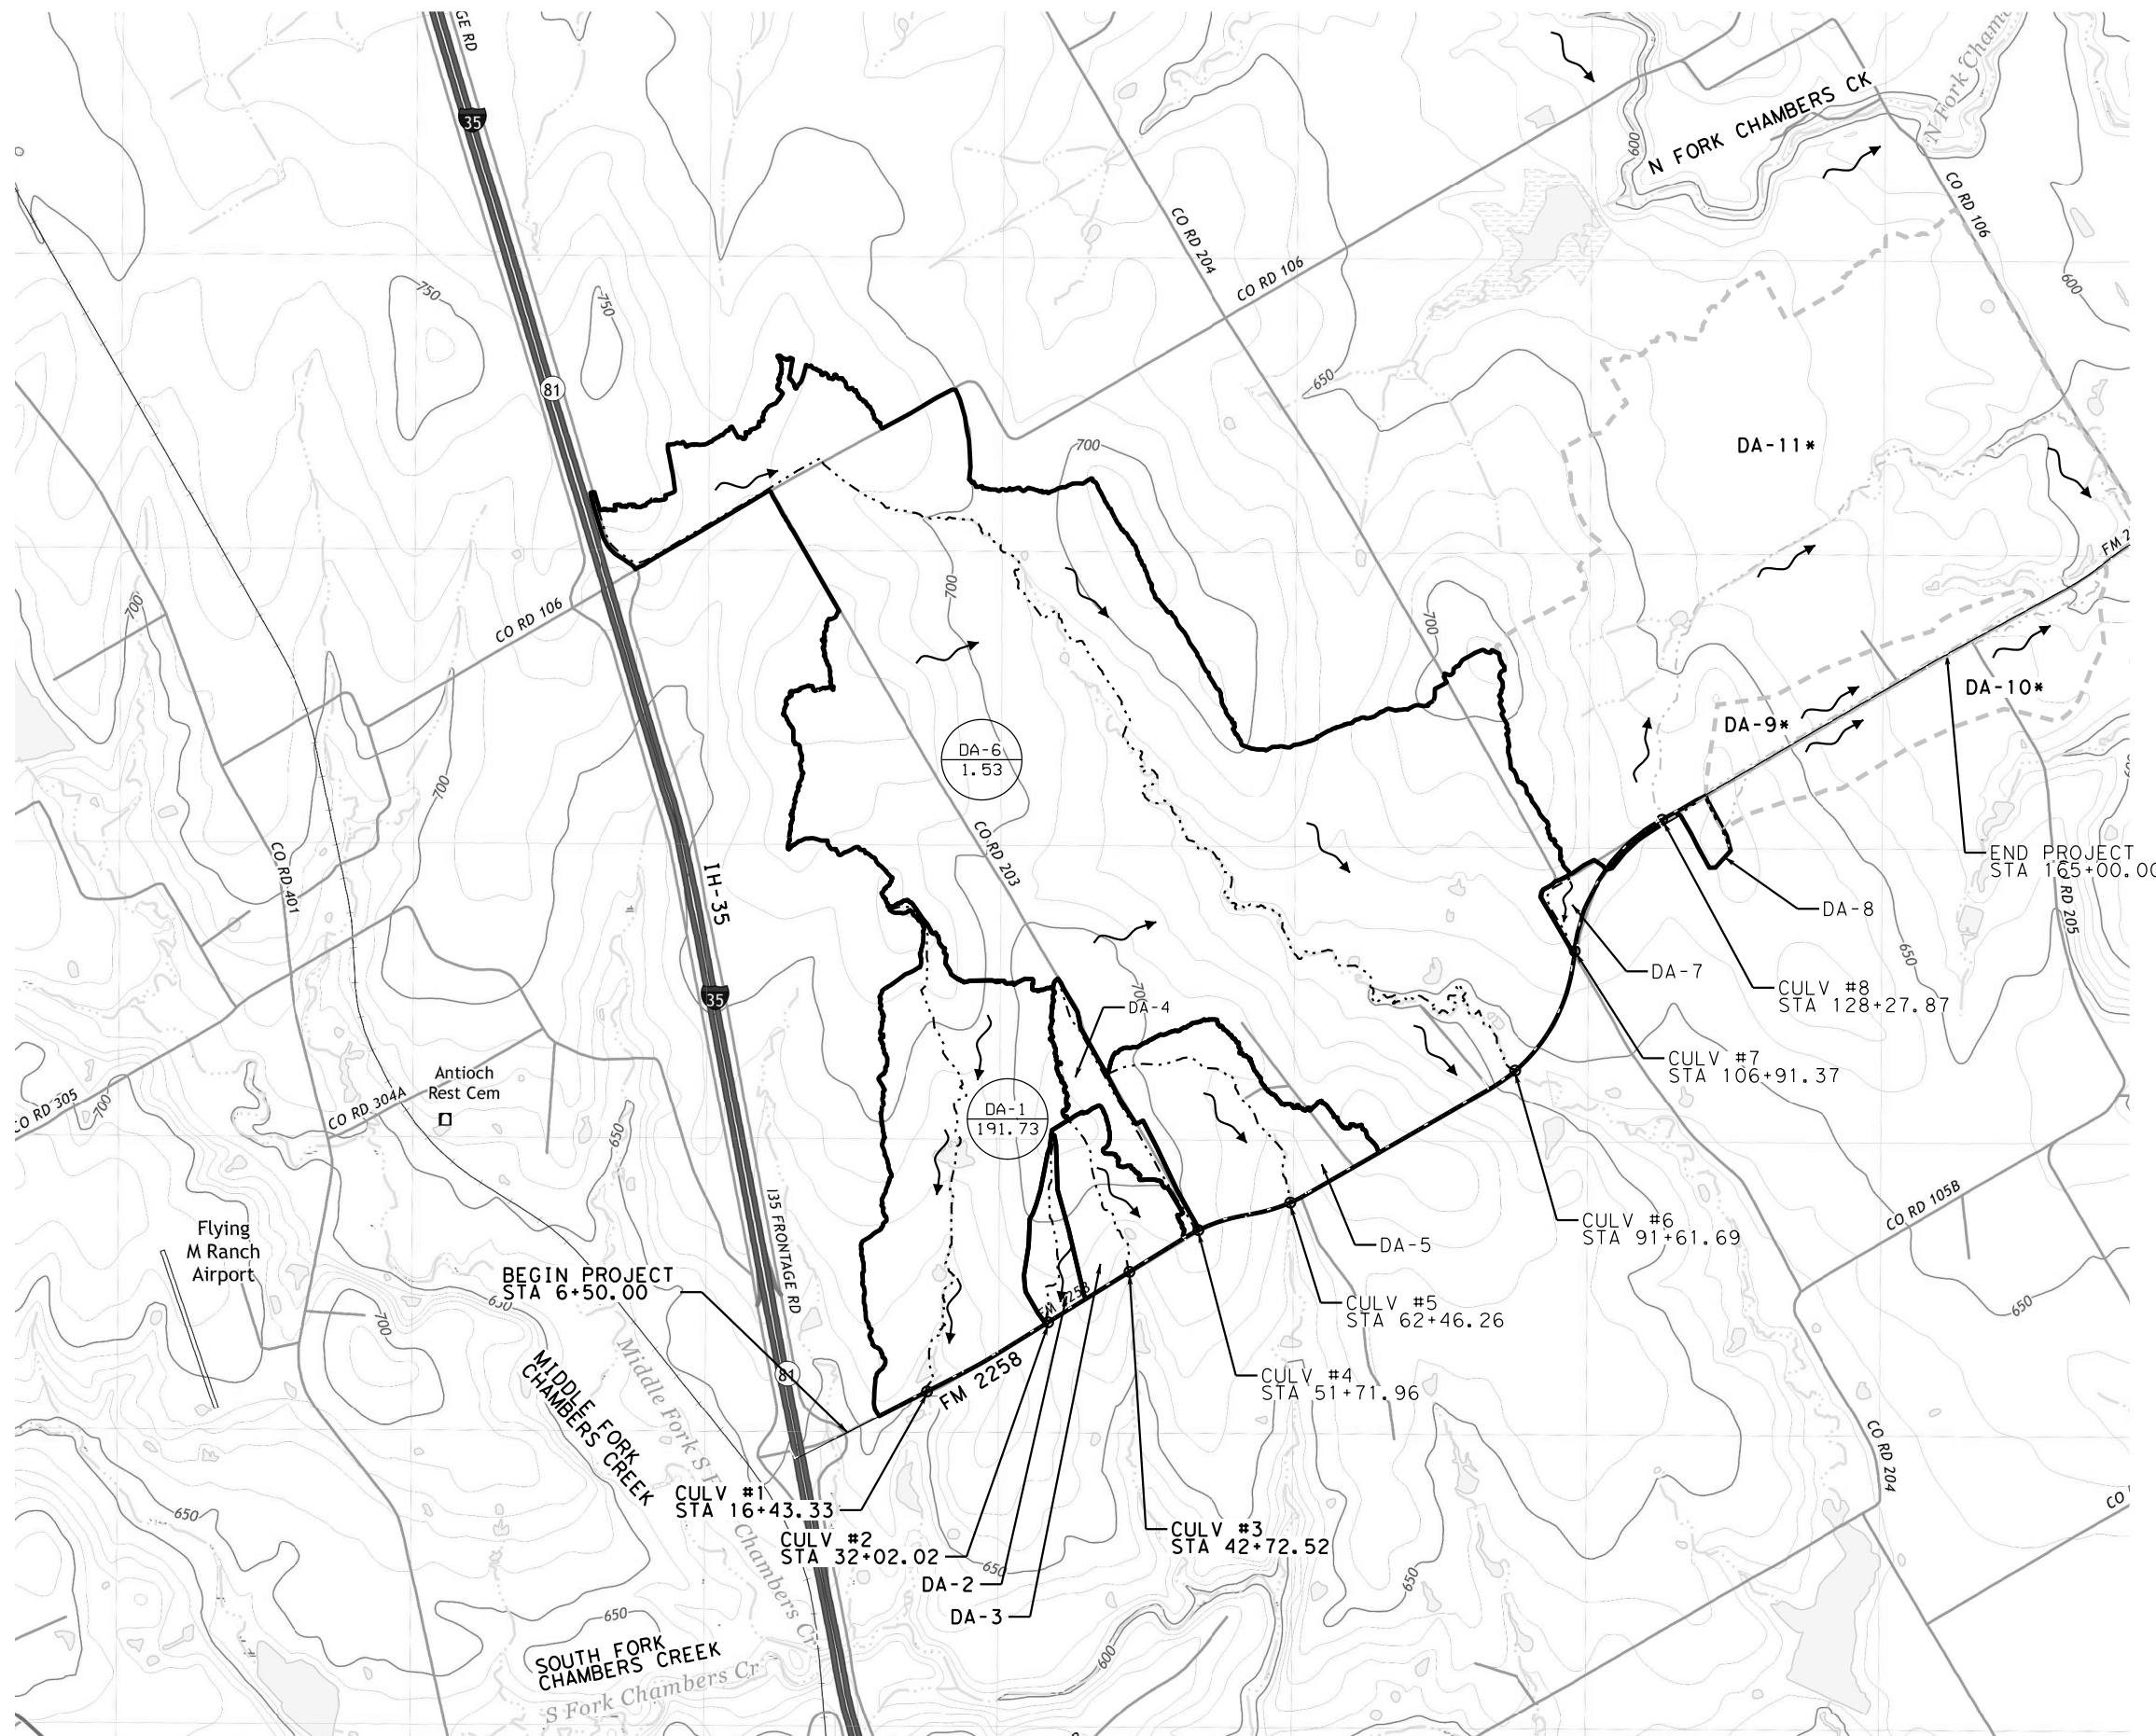 GE RD
35
N FORK CHAMBERS CK
N Fork Cham
600
CO RD 106
CO RD 204
CO RD 106
600
750
750
81
650
700
DA-11*
FM 2
700
700
700
CO RD 106
DA-10*
DA-9*
DA-6
1.53
700
CO RD 203
CO RD 401
IH-35
END PROJECT
STA 165+00.00
CO RD 205
DA-8
650
DA-7
CULV #8
STA 128+27.87
35
700
DA-4
CULV #7
STA 106+91.37
Antioch
Rest Cem
CO RD 305
700
CO RD 304A
650
DA-1
191.73
CO RD 105B
Flying
M Ranch
Airport
I35 FRONTAGE RD
CULV #6
STA 91+61.69
DA-5
BEGIN PROJECT
STA 6+50.00
650
700
FM 2258
CULV #5
STA 62+46.26
650
MIDDLE FORK
CHAMBERS CREEK
Middle Fork S F
Chambers Cr
81
FM 2258
CULV #4
STA 51+71.96
CO RD 204
CULV #1
STA 16+43.33
CO
650
CULV #2
STA 32+02.02
CULV #3
STA 42+72.52
650
DA-2
650
DA-3
650
600
SOUTH FORK
CHAMBERS CREEK
S Fork Chambers Cr